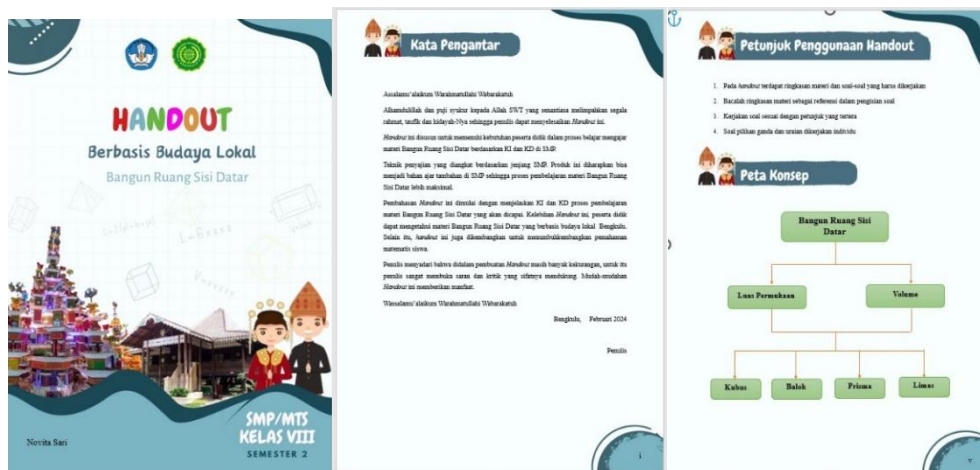 HANDOUT
Berbasis Budaya Lokal
Bangun Ruang Sisi Datar
Novita Sari
SMP/MTS
KELAS VIII
SEMESTER 2
Kata Pengantar
Assalamu'alaikum Warahmatullahi Wabarakatuh
Alhamdulillah dan puji syukur kepada Allah SWT yang senantiasa melimpahkan segala
rahmat, taufik dan hidayah-Nya sehingga penulis dapat menyelesaikan Handout ini.
Handout ini disusun untuk memenuhi kebutuhan peserta didik dalam proses belajar mengajar
materi Bangun Ruang Sisi Datar berdasarkan KI dan KD di SMP.
Teknik penyajian yang diangkat berdasarkan jenjang SMP. Produk ini diharapkan bisa
menjadi bahan ajar tambahan di SMP sehingga proses pembelajaran materi Bangun Ruang
Sisi Datar lebih maksimal.
Pembahasan Handout ini dimulai dengan menjelaskan KI dan KD proses pembelajaran
materi Bangun Ruang Sisi Datar yang akan dicapai. Kelebihan Handout ini, peserta didik
dapat mengetahui materi Bangun Ruang Sisi Datar yang berbasis budaya lokal Bengkulu.
Selain itu, handout ini juga dikembangkan untuk menumbuhkembangkan pemahaman
matematis siswa.
Penulis menyadari bahwa didalam pembuatan Handout masih banyak kekurangan, untuk itu
penulis sangat membuka saran dan kritik yang sifatnya mendukung. Mudah-mudahan
Handout ini memberikan manfaat.
Wassalamu'alaikum Warahmatullahi Wabarakatuh
Bengkulu, Februari 2024
Penulis
i
Petunjuk Penggunaan Handout
1. Pada handout terdapat ringkasan materi dan soal-soal yang harus dikerjakan
2. Bacalah ringkasan materi sebagai referensi dalam pengisian soal
3. Kerjakan soal sesuai dengan petunjuk yang tertera
4. Soal pilihan ganda dan uraian dikerjakan individu
Peta Konsep
Bangun Ruang Sisi
Datar
Luas Permukaan
Volume
Kubus
Balok
Prisma
Limas
v